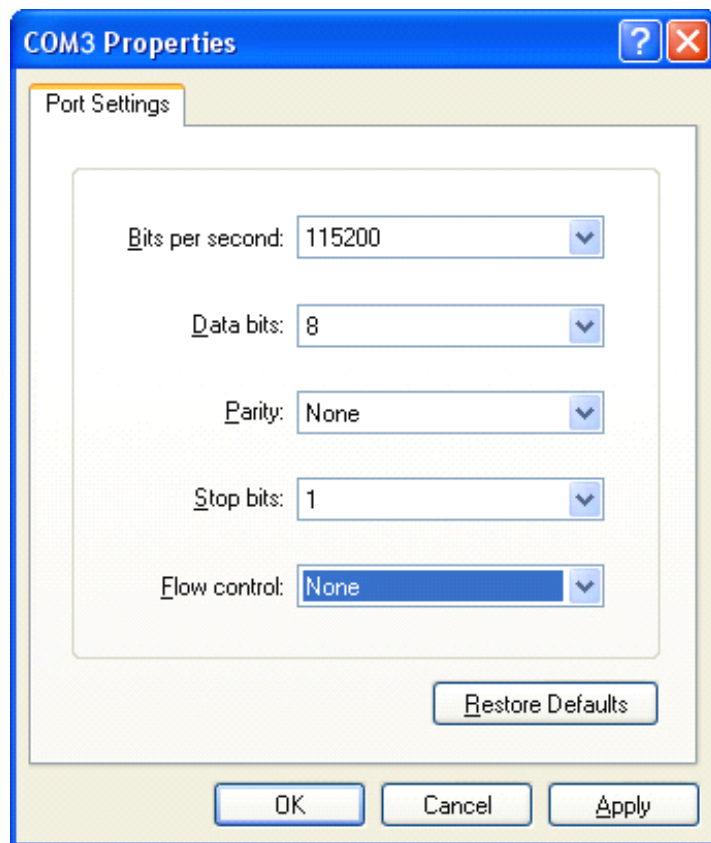 COM3 Properties
Port Settings
Bits per second: 115200
Data bits: 8
Parity: None
Stop bits: 1
Flow control: None
Restore Defaults
OK Cancel Apply